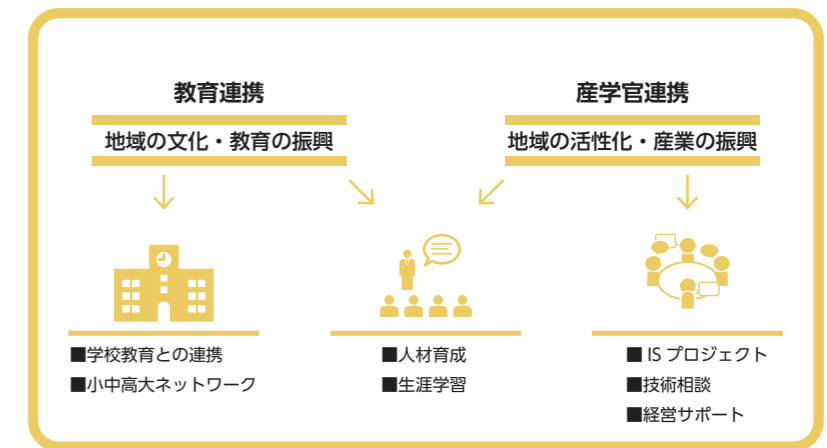 教育連携
地域の文化・教育の振興
産学官連携
地域の活性化・産業の振興
■学校教育との連携
■小中高大ネットワーク
■人材育成
■生涯学習
■ IS プロジェクト
■技術相談
■経営サポート